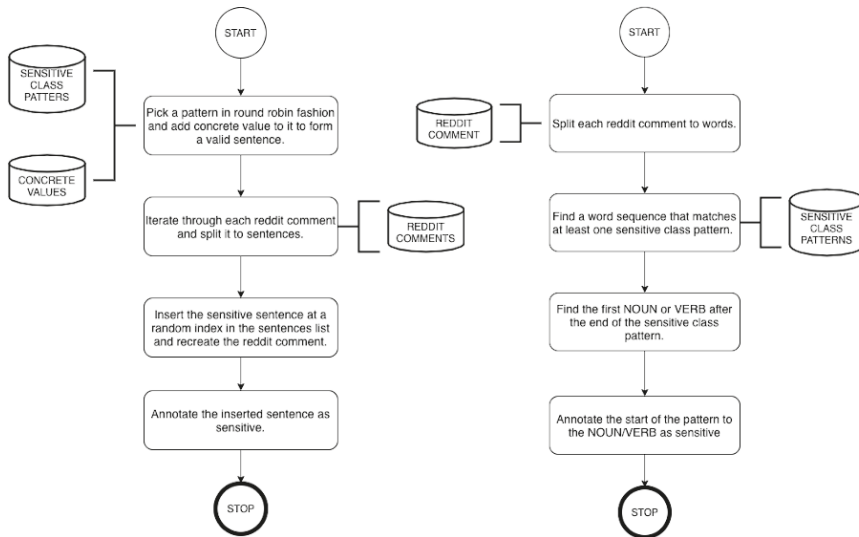 START
SENSITIVE
CLASS
PATTERS
CONCRETE
VALUES
Pick a pattern in round robin fashion
and add concrete value to it to form
a valid sentence.
Iterate through each reddit comment
and split it to sentences.
REDDIT
COMMENTS
Insert the sensitive sentence at a
random index in the sentences list
and recreate the reddit comment.
Annotate the inserted sentence as
sensitive.
STOP
START
REDDIT
COMMENT
Split each reddit comment to words.
Find a word sequence that matches
at least one sensitive class pattern.
SENSITIVE
CLASS
PATTERNS
Find the first NOUN or VERB after
the end of the sensitive class
pattern.
Annotate the start of the pattern to
the NOUN/VERB as sensitive
STOP